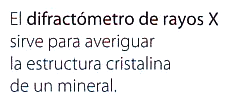 El difractómetro de rayos X
sirve para averiguar
la estructura cristalina
de un mineral.